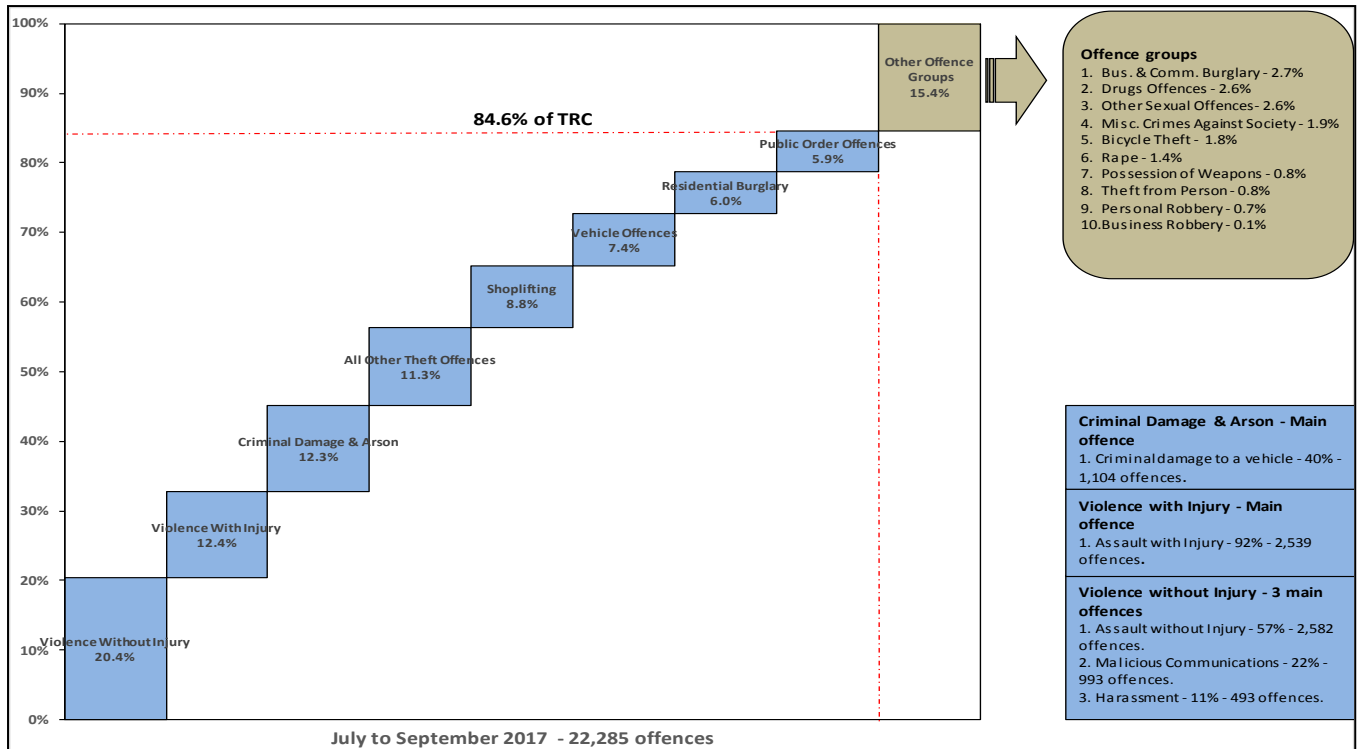 100%
90%
80%
70%
60%
50%
40%
30%
20%
10%
0%
84.6% of TRC
Other Offence
Groups
15.4%
Public Order Offences
5.9%
Residential Burglary
6.0%
Vehicle Offences
7.4%
Shoplifting
8.8%
All Other Theft Offences
11.3%
Criminal Damage & Arson
12.3%
Violence With Injury
12.4%
Violence Without Injury
20.4%
July to September 2017 - 22,285 offences
Offence groups
1. Bus. & Comm. Burglary - 2.7%
2. Drugs Offences - 2.6%
3. Other Sexual Offences - 2.6%
4. Misc. Crimes Against Society - 1.9%
5. Bicycle Theft - 1.8%
6. Rape - 1.4%
7. Possession of Weapons - 0.8%
8. Theft from Person - 0.8%
9. Personal Robbery - 0.7%
10. Business Robbery - 0.1%
Criminal Damage & Arson - Main
offence
1. Criminal damage to a vehicle - 40% -
1,104 offences.
Violence with Injury - Main
offence
1. Assault with Injury - 92% - 2,539
offences.
Violence without Injury - 3 main
offences
1. Assault without Injury - 57% - 2,582
offences.
2. Malicious Communications - 22% -
993 offences.
3. Harassment - 11% - 493 offences.